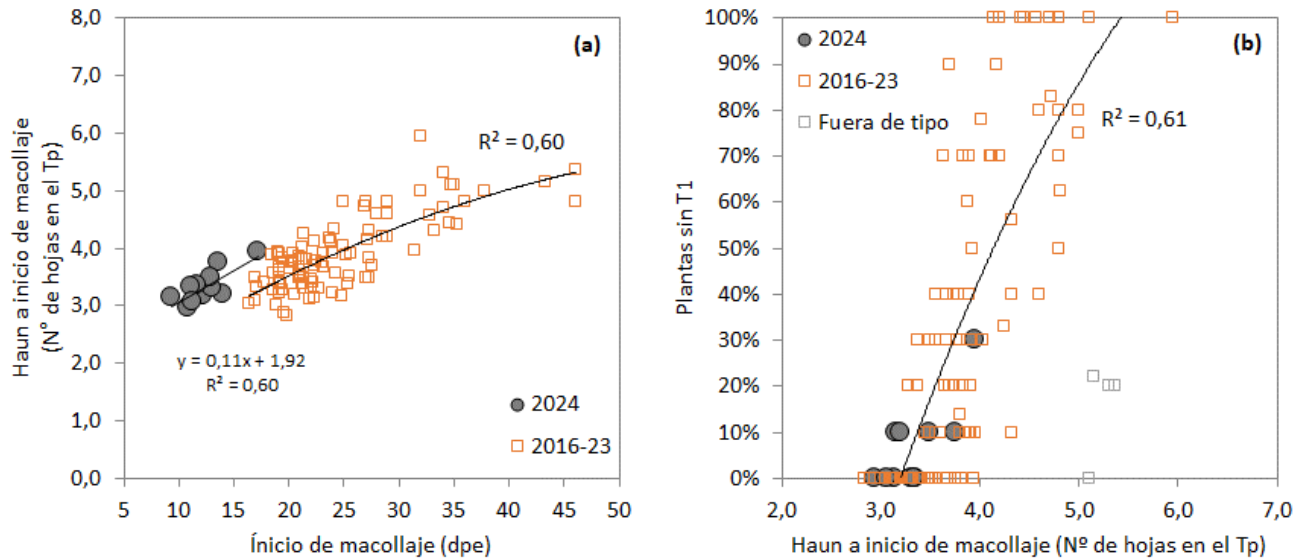 Haun a inicio de macollaje
(N° de hojas en el Tp)
8,0
7,0
6,0
5,0
4,0
3,0
2,0
1,0
0,0
(a)
R² = 0,60
y = 0,11x + 1,92
R² = 0,60
2024
2016-23
5 10 15 20 25 30 35 40 45 50
Ínicio de macollaje (dpe)
Plantas sin T1
100%
90%
80%
70%
60%
50%
40%
30%
20%
10%
0%
2024
2016-23
Fuera de tipo
(b)
R² = 0,61
2,0 3,0 4,0 5,0 6,0 7,0
Haun a inicio de macollaje (Nº de hojas en el Tp)